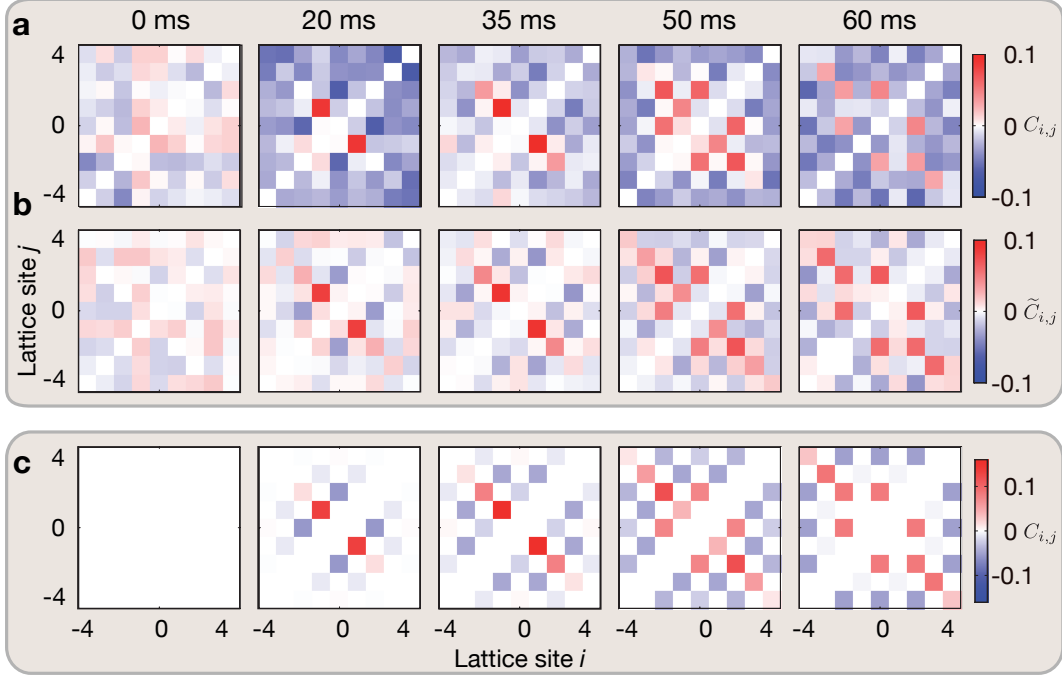 a
0 ms 20 ms 35 ms 50 ms 60 ms
4
0
-4
0.1
0 C_{i,j}
-0.1
b
Lattice site j
4
0
-4
0.1
0 C̃_{i,j}
-0.1
c
4
0
-4
0.1
0 C_{i,j}
-0.1
-4 0 4 -4 0 4 -4 0 4 -4 0 4 -4 0 4
Lattice site i